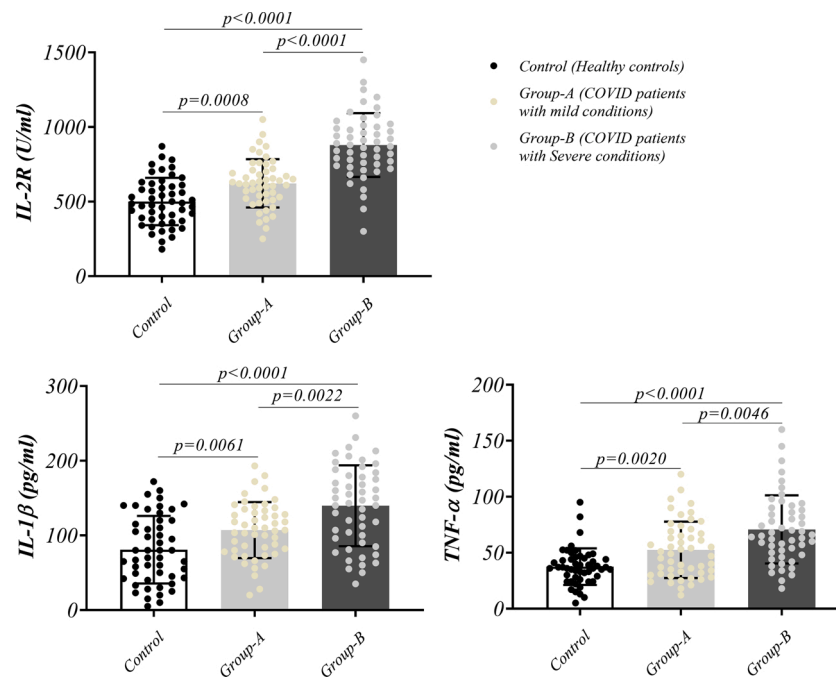 p<0.0001
p<0.0001
p=0.0008
IL-2R (U/ml)
1500
1000
500
0
Control
Group-A
Group-B
Control (Healthy controls)
Group-A (COVID patients
with mild conditions)
Group-B (COVID patients
with Severe conditions)
p<0.0001
p=0.0022
p=0.0061
IL-1β (pg/ml)
300
200
100
0
Control
Group-A
Group-B
p<0.0001
p=0.0046
p=0.0020
TNF-α (pg/ml)
200
150
100
50
0
Control
Group-A
Group-B